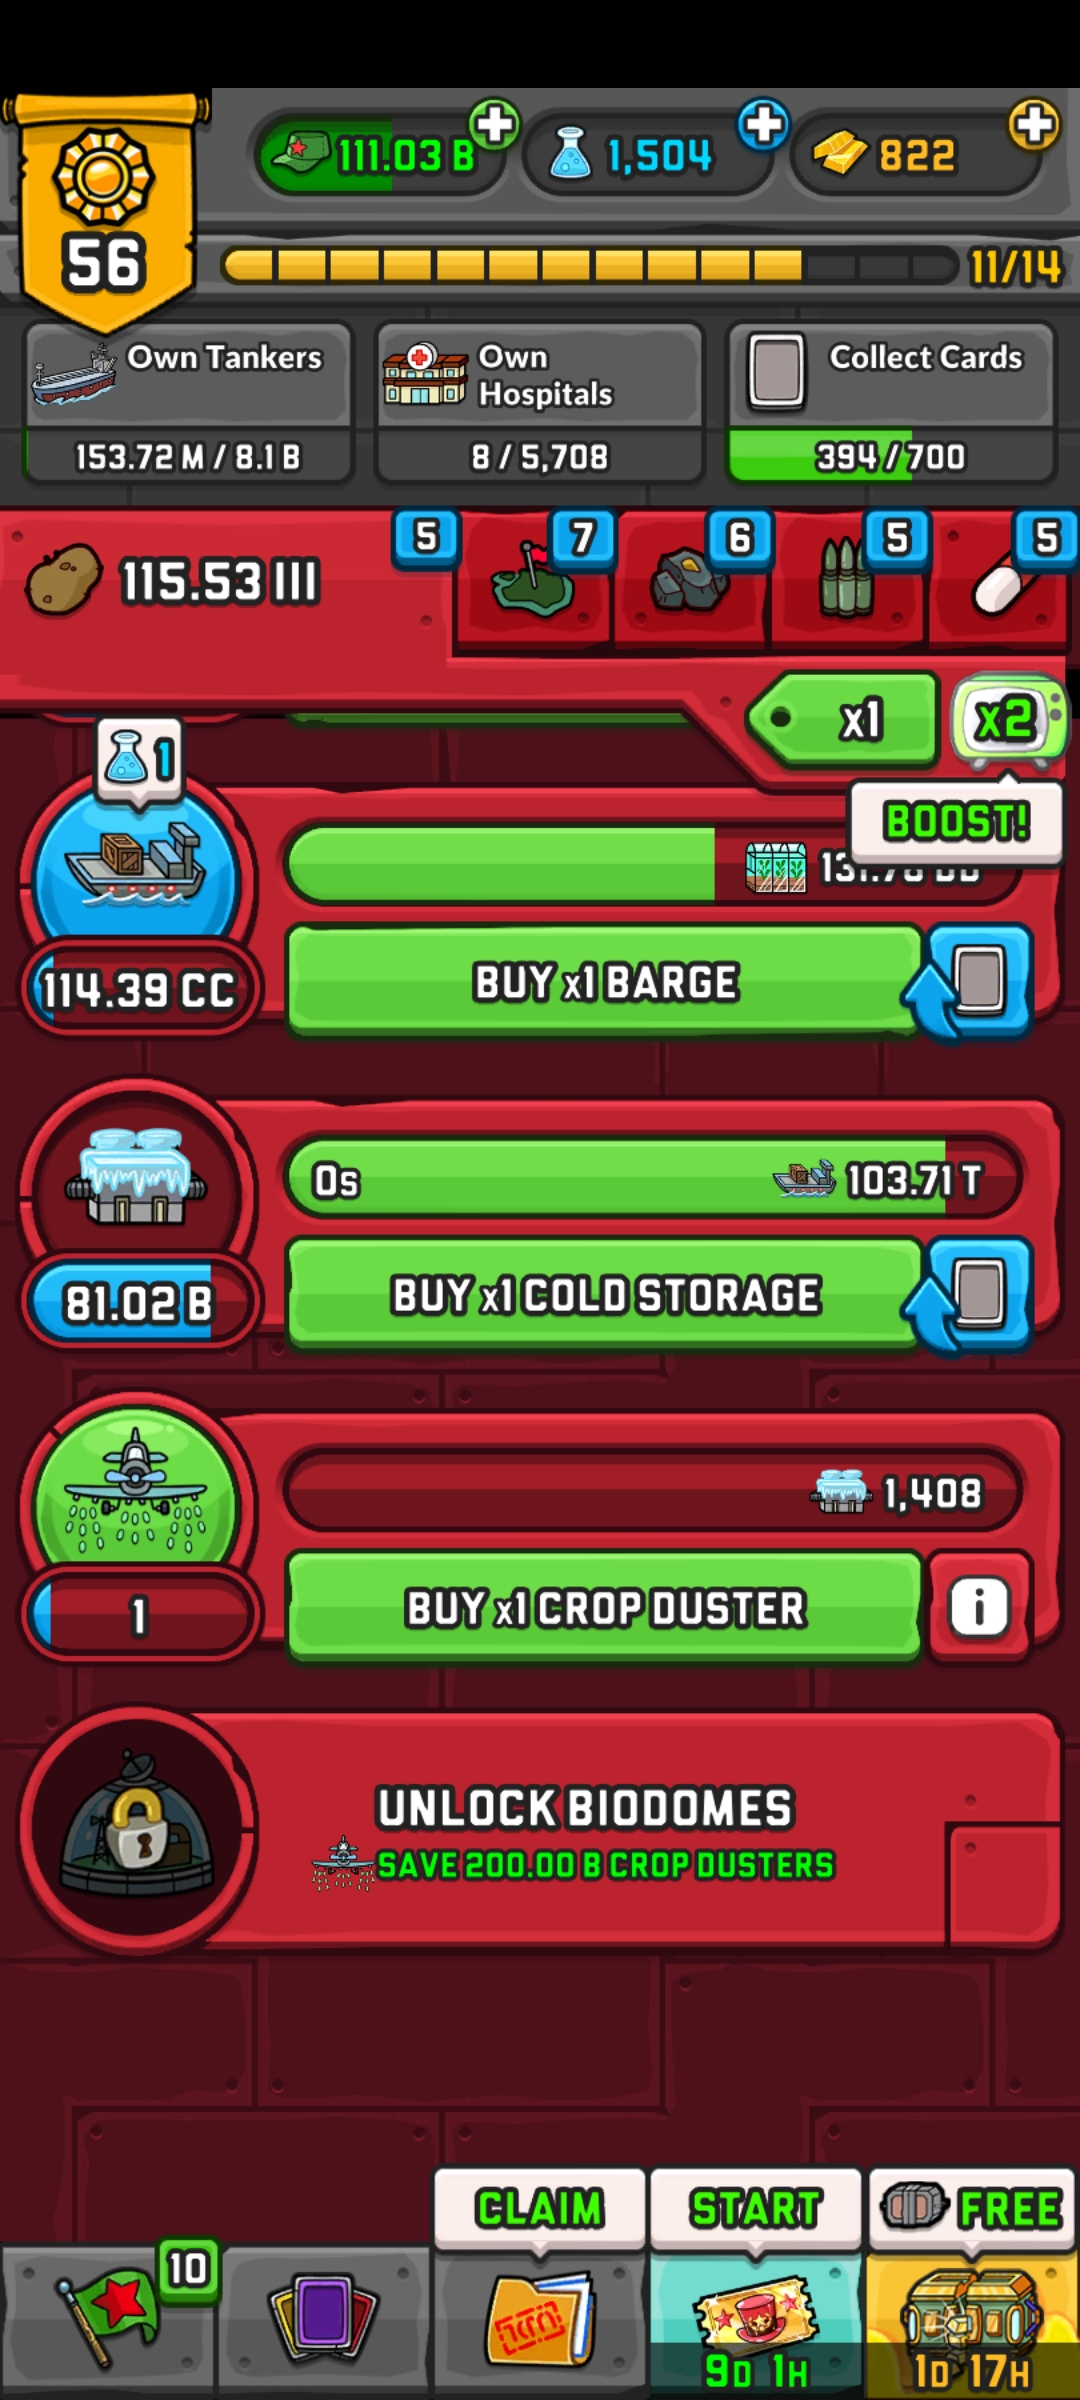 111.03 B
1,504
822
56
11/14
Own Tankers
153.72 M / 8.1 B
Own
Hospitals
8 / 5,708
Collect Cards
394 / 700
115.53 III
5
7
6
5
5
x1
x2
BOOST!
1
114.39 CC
BUY x1 BARGE
0s
103.71 T
81.02 B
BUY x1 COLD STORAGE
1,408
1
BUY x1 CROP DUSTER
i
UNLOCK BIODOMES
SAVE 200.00 B CROP DUSTERS
CLAIM
START
FREE
10
9D 1H
1D 17H